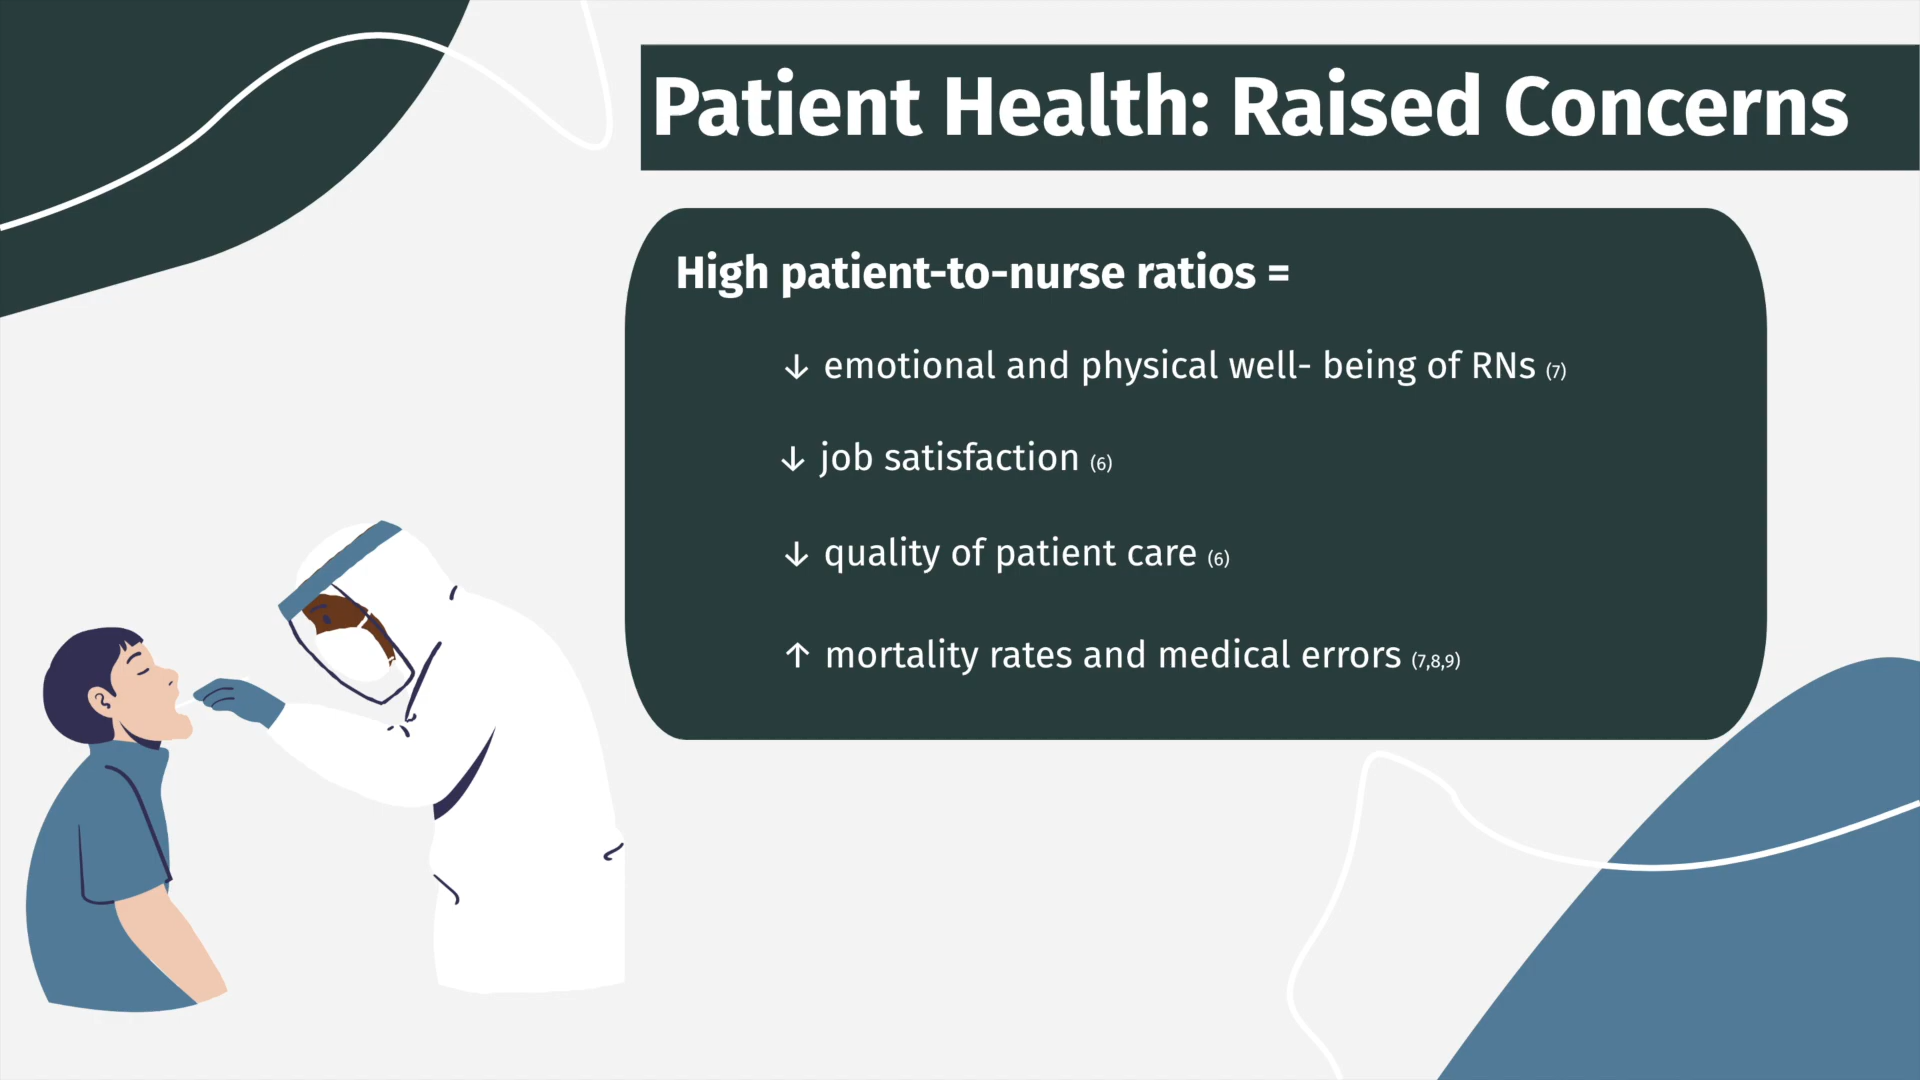 Patient Health: Raised Concerns
High patient-to-nurse ratios =
↓ emotional and physical well- being of RNs (7)
↓ job satisfaction (6)
↓ quality of patient care (6)
↑ mortality rates and medical errors (7,8,9)